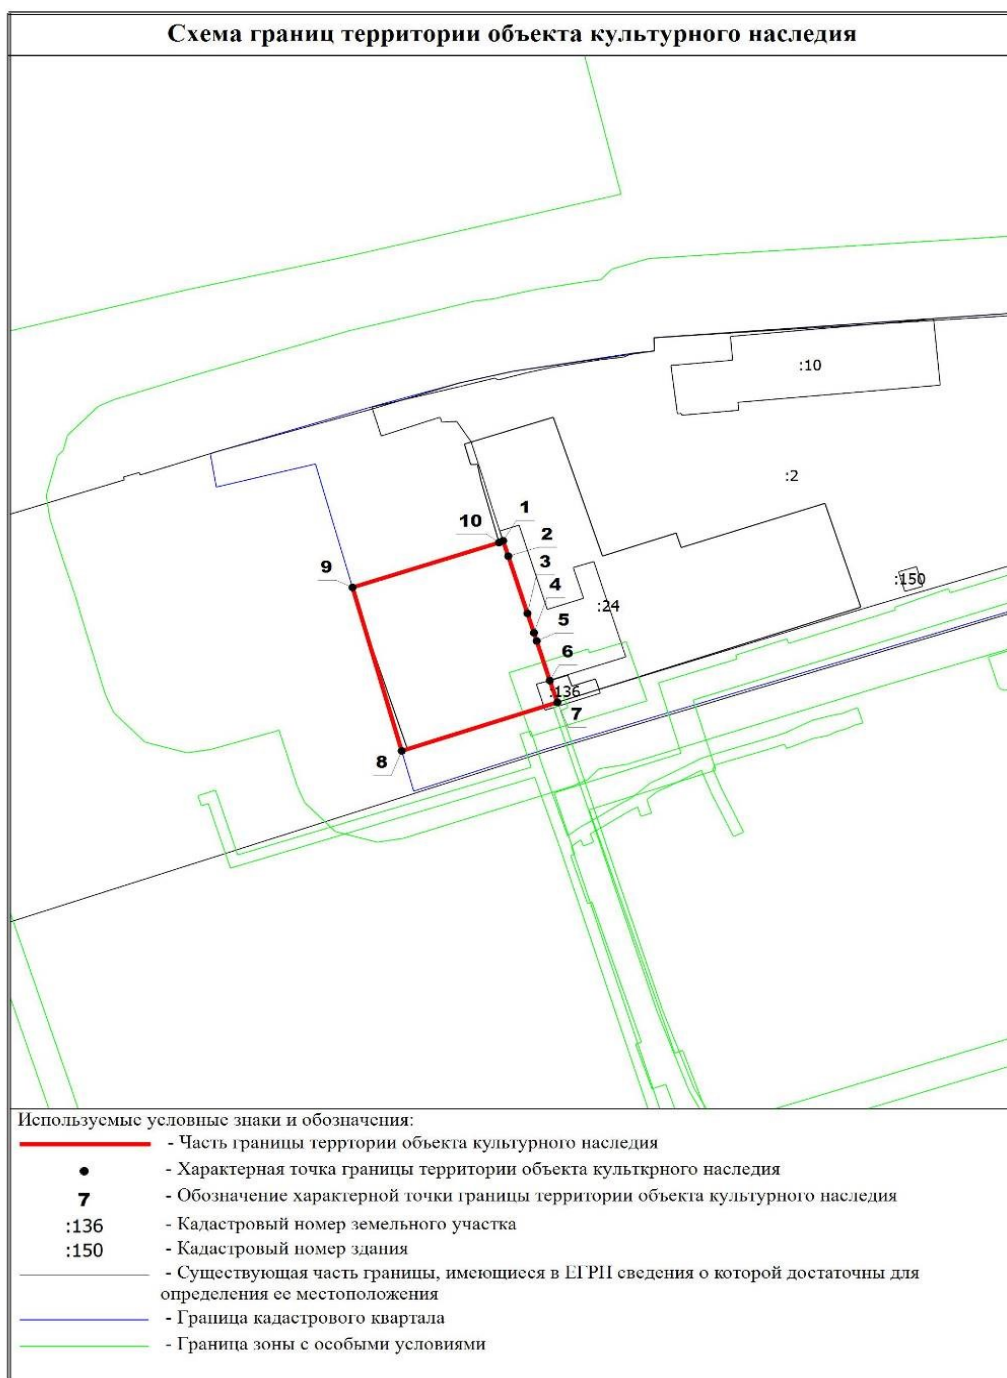 Схема границ территории объекта культурного наследия
:10
:2
1
10
2
3
9
4
:150
:24
5
6
:136
7
8
Используемые условные знаки и обозначения:
- Часть границы терртории объекта культурного наследия
- Характерная точка границы территории объекта культкрного наследия
7 - Обозначение характерной точки границы территории объекта культурного наследия
:136 - Кадастровый номер земельного участка
:150 - Кадастровый номер здания
- Существующая часть границы, имеющиеся в ЕГРН сведения о которой достаточны для
определения ее местоположения
- Граница кадастрового квартала
- Граница зоны с особыми условиями